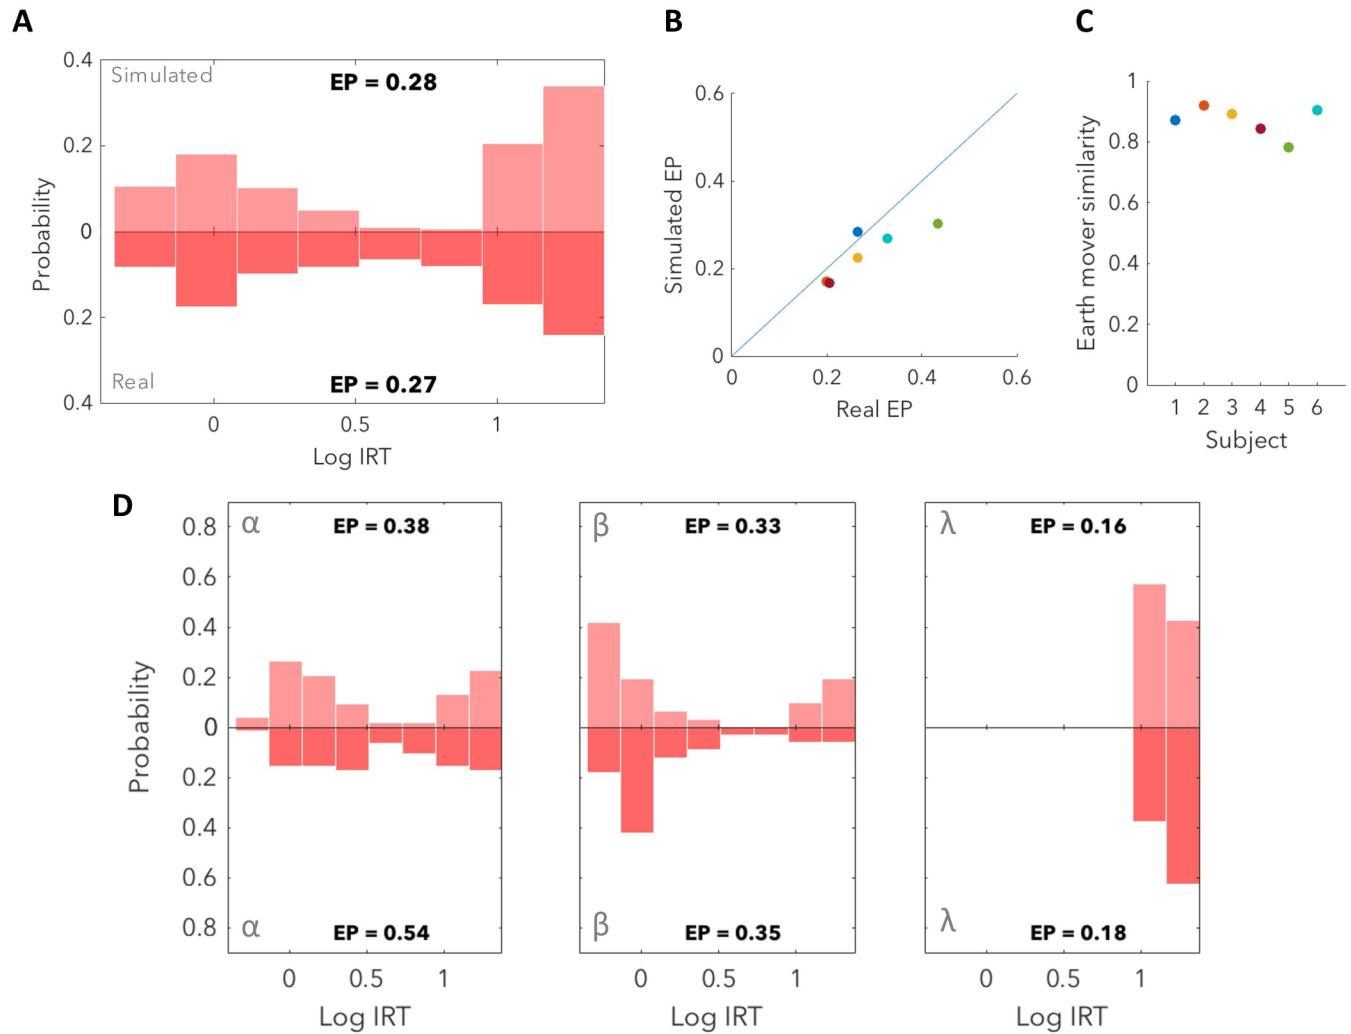 A
B
C
0.4
Simulated
EP = 0.28
0.2
0
0.2
Real
EP = 0.27
0.4
Probability
0
0.5
1
Log IRT
0.6
0.4
0.2
0
Simulated EP
0
0.2
0.4
0.6
Real EP
1
0.8
0.6
0.4
0.2
0
Earth mover similarity
1 2 3 4 5 6
Subject
D
α
EP = 0.38
β
EP = 0.33
λ
EP = 0.16
0.8
0.6
0.4
0.2
0
0.2
0.4
0.6
0.8
Probability
α
EP = 0.54
β
EP = 0.35
λ
EP = 0.18
0 0.5 1
0 0.5 1
0 0.5 1
Log IRT
Log IRT
Log IRT